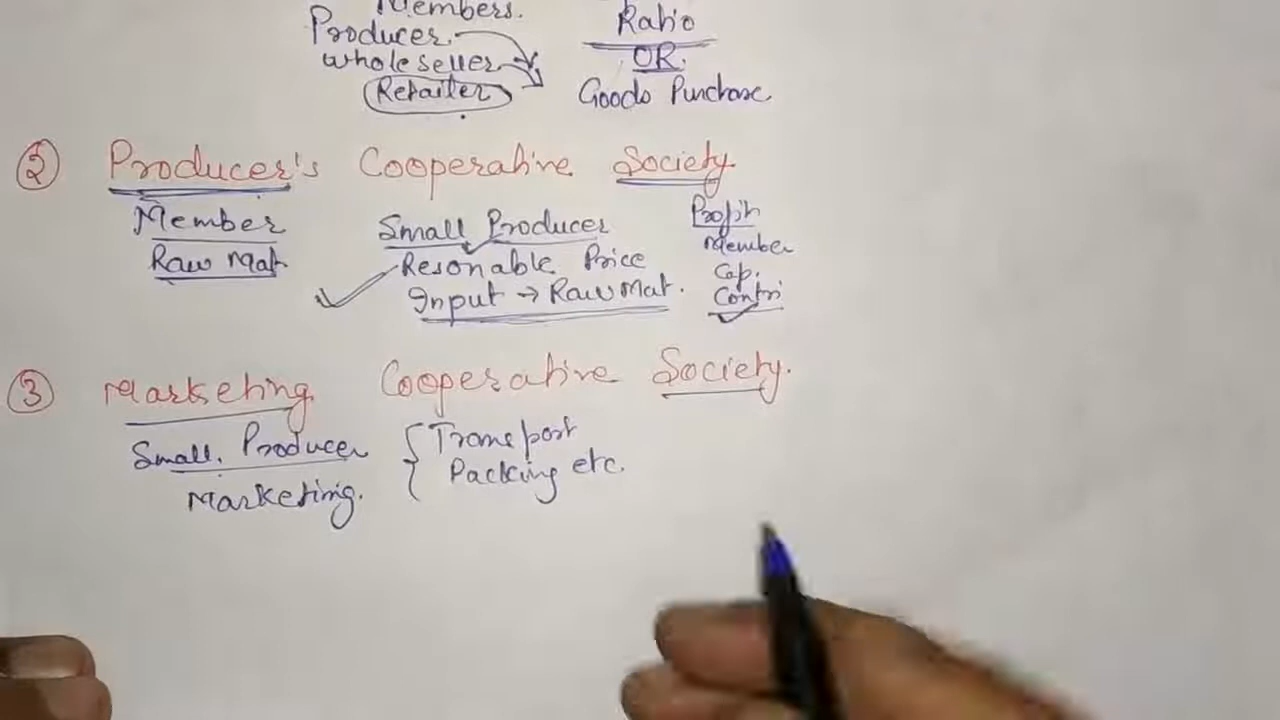 Members.
Producer
Wholeseller
Retailer
Ratio
OR
Goods Purchase.
② Producer's Cooperative Society
Member
Raw Mat.
Small Producer
Resonable Price
Input → Raw Mat.
Profit
Member
Cap.
Contri
③ Marketing Cooperative Society.
Small Producer
Marketing.
Transport
Packing etc.